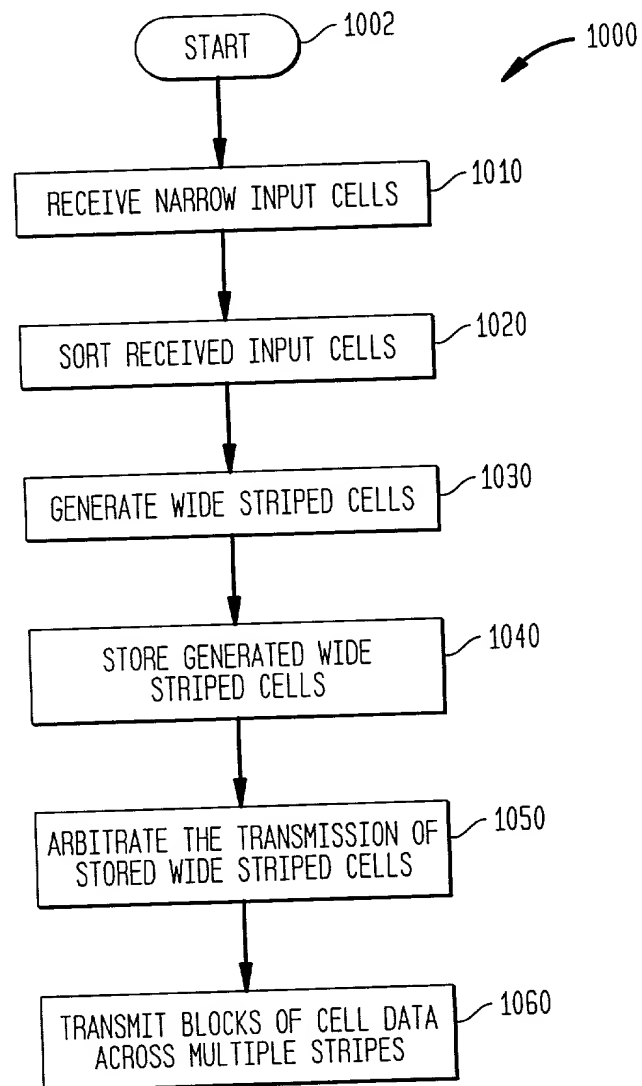 START
1002
1000
RECEIVE NARROW INPUT CELLS
1010
SORT RECEIVED INPUT CELLS
1020
GENERATE WIDE STRIPED CELLS
1030
STORE GENERATED WIDE
STRIPED CELLS
1040
ARBITRATE THE TRANSMISSION OF
STORED WIDE STRIPED CELLS
1050
TRANSMIT BLOCKS OF CELL DATA
ACROSS MULTIPLE STRIPES
1060